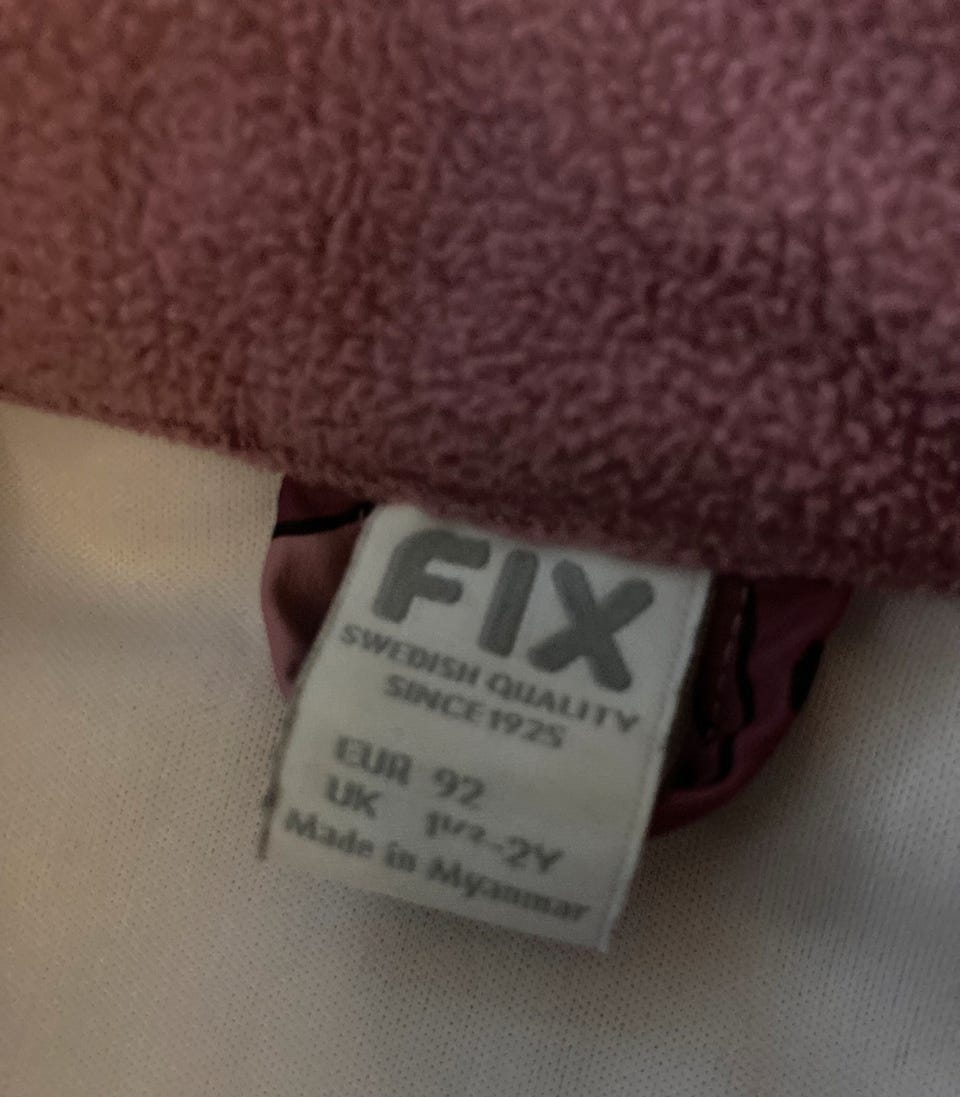 FIX
SWEDISH QUALITY
SINCE 1925
EUR 92
UK 1½-2Y
Made in Myanmar